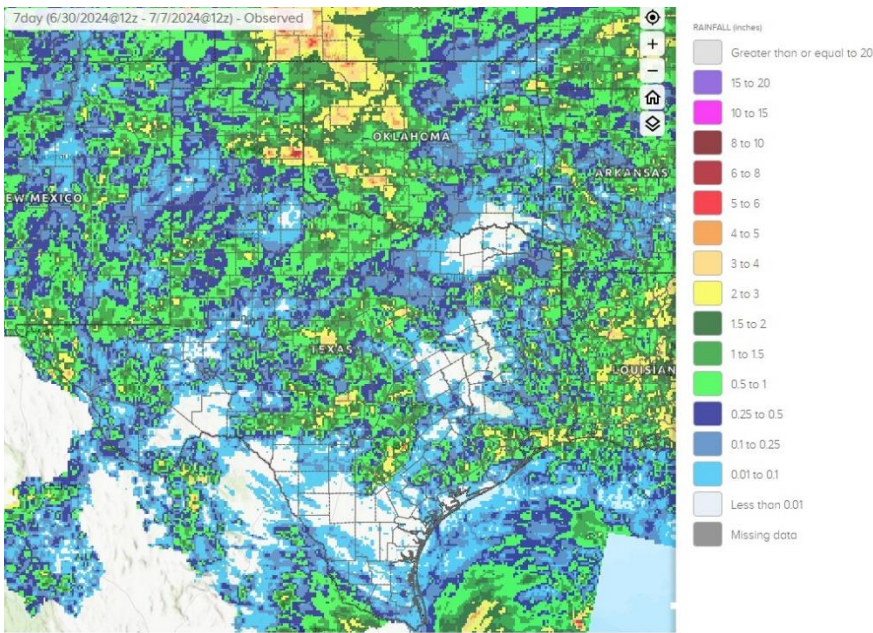 7day (6/30/2024@12z - 7/7/2024@12z) - Observed
RAINFALL (inches)
Greater than or equal to 20
15 to 20
10 to 15
8 to 10
6 to 8
5 to 6
4 to 5
3 to 4
2 to 3
1.5 to 2
1 to 1.5
0.5 to 1
0.25 to 0.5
0.1 to 0.25
0.01 to 0.1
Less than 0.01
Missing data
+
−
OKLAHOMA
ARKANSAS
EW MEXICO
TEXAS
LOUISIAN